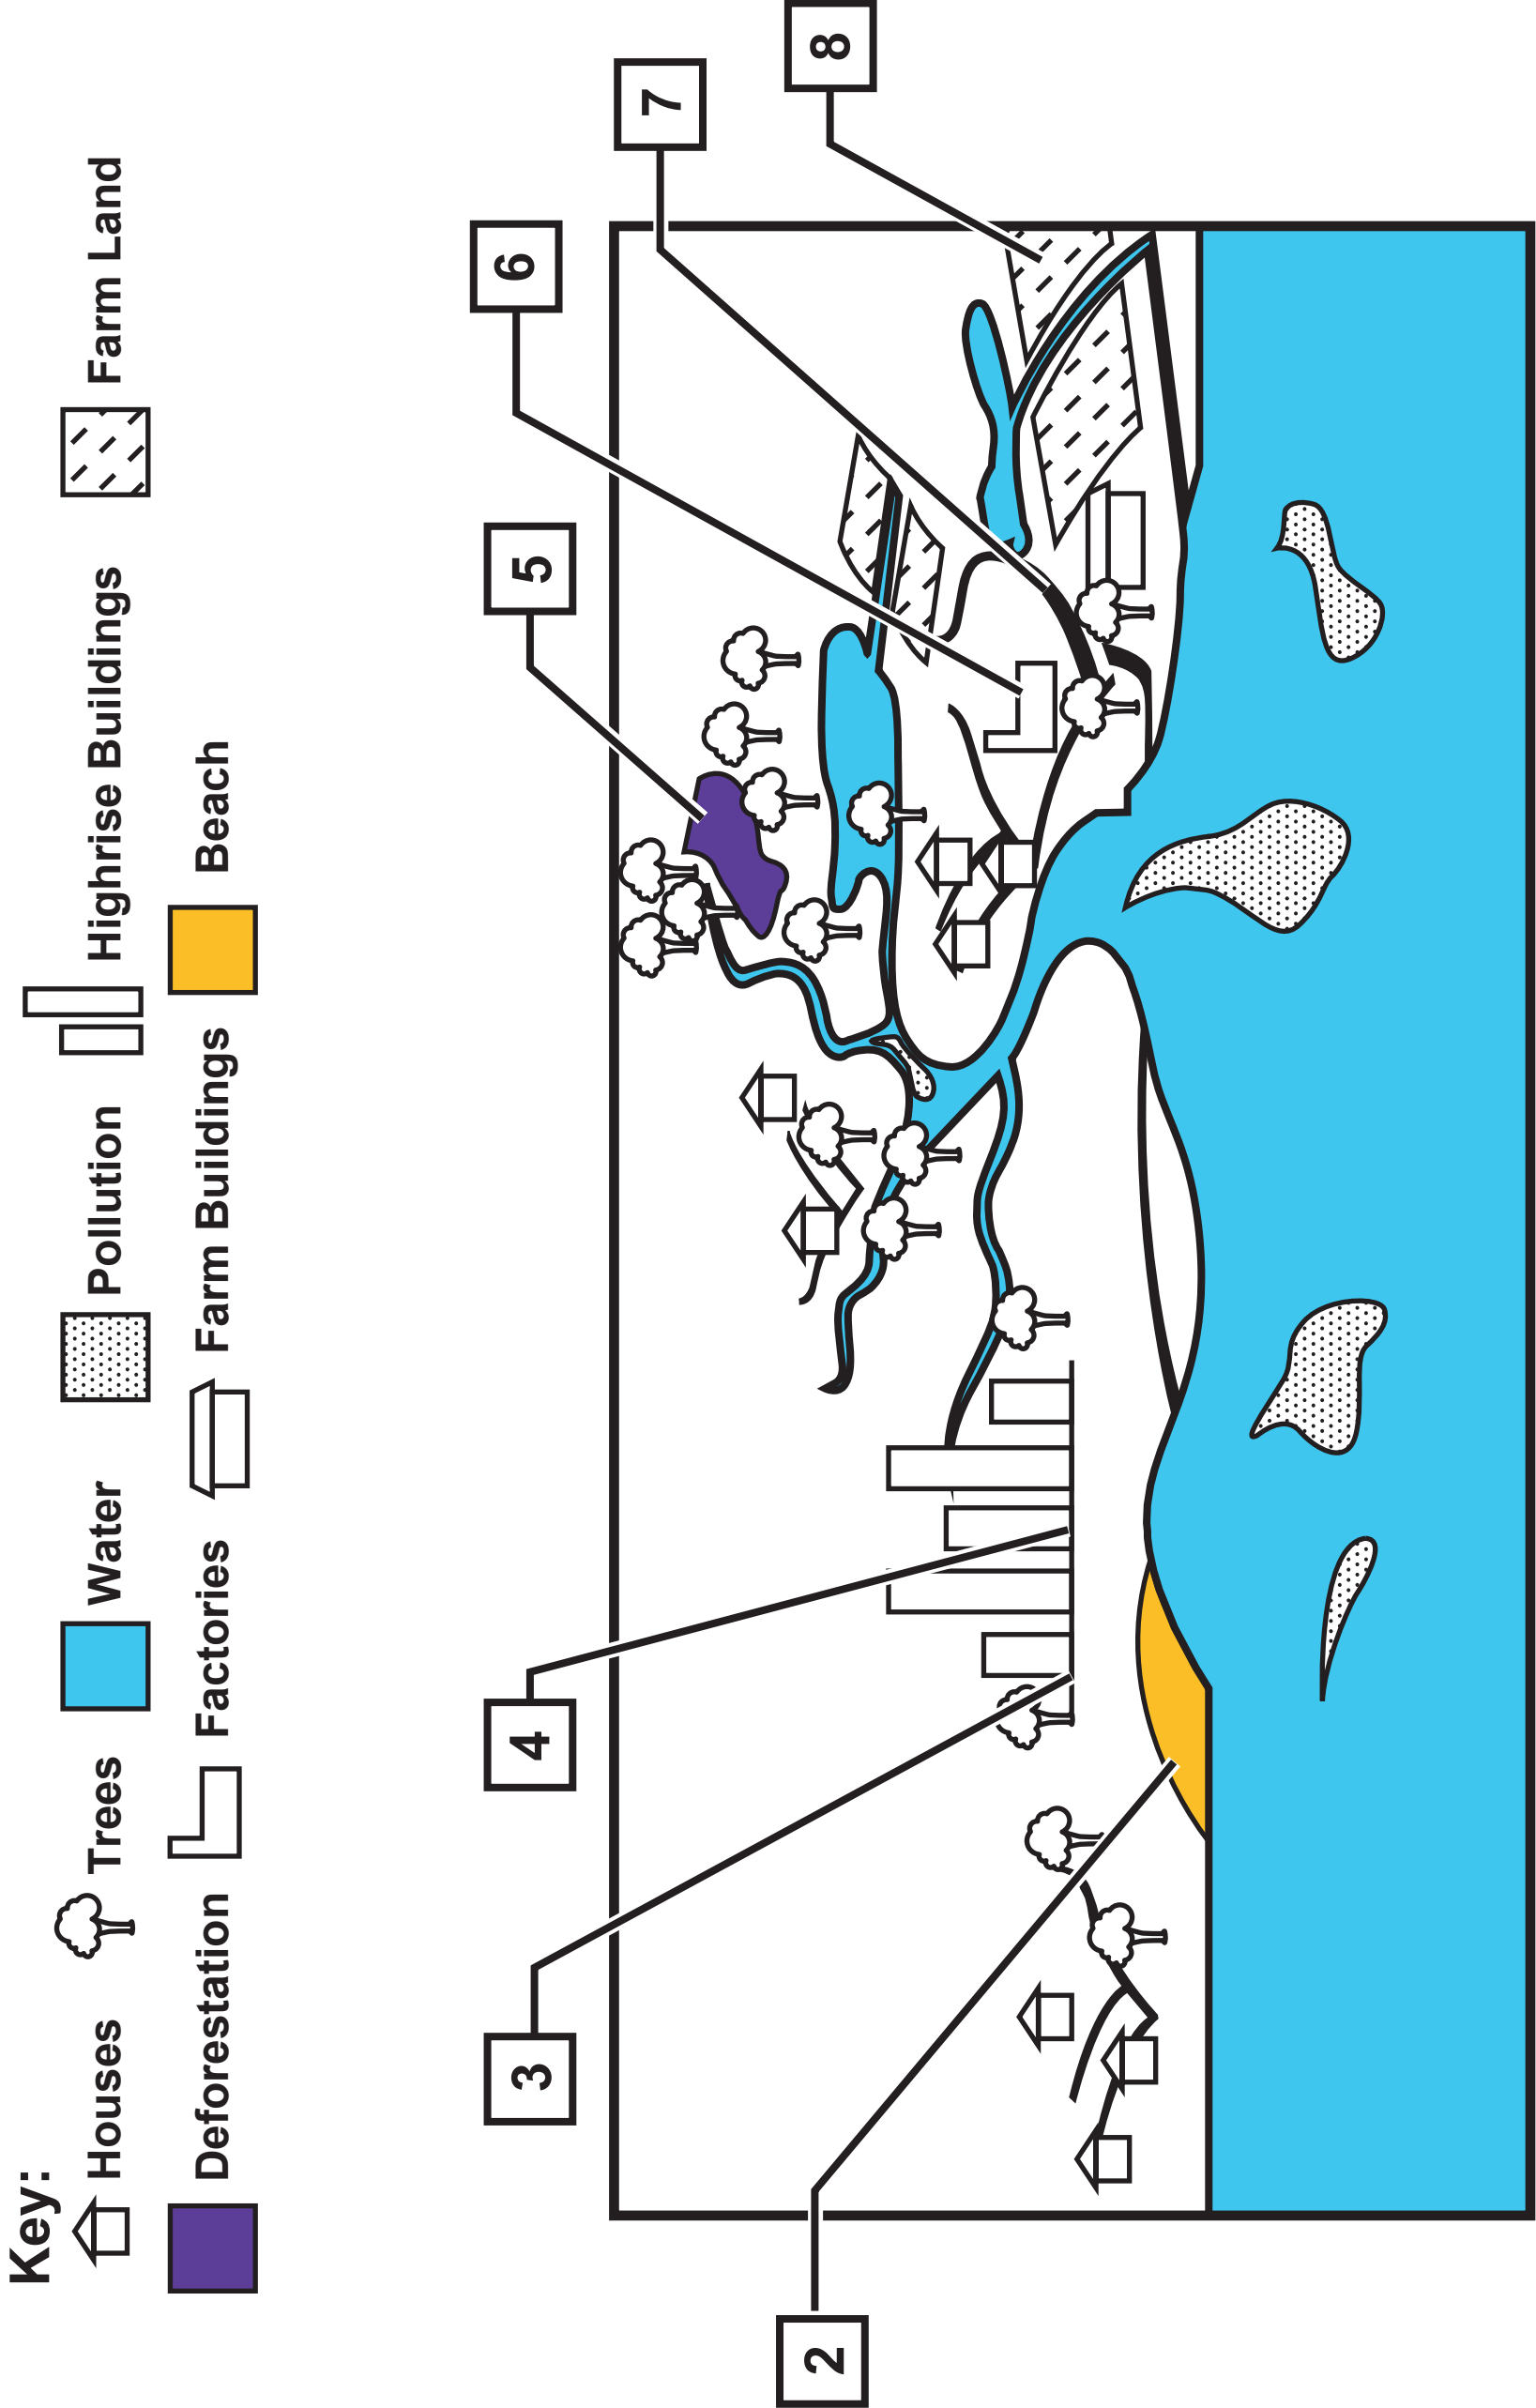 Key:
Houses Trees Water Pollution Highrise Buildings Farm Land
Deforestation Factories Farm Buildings Beach
2
3
4
5
6
7
8